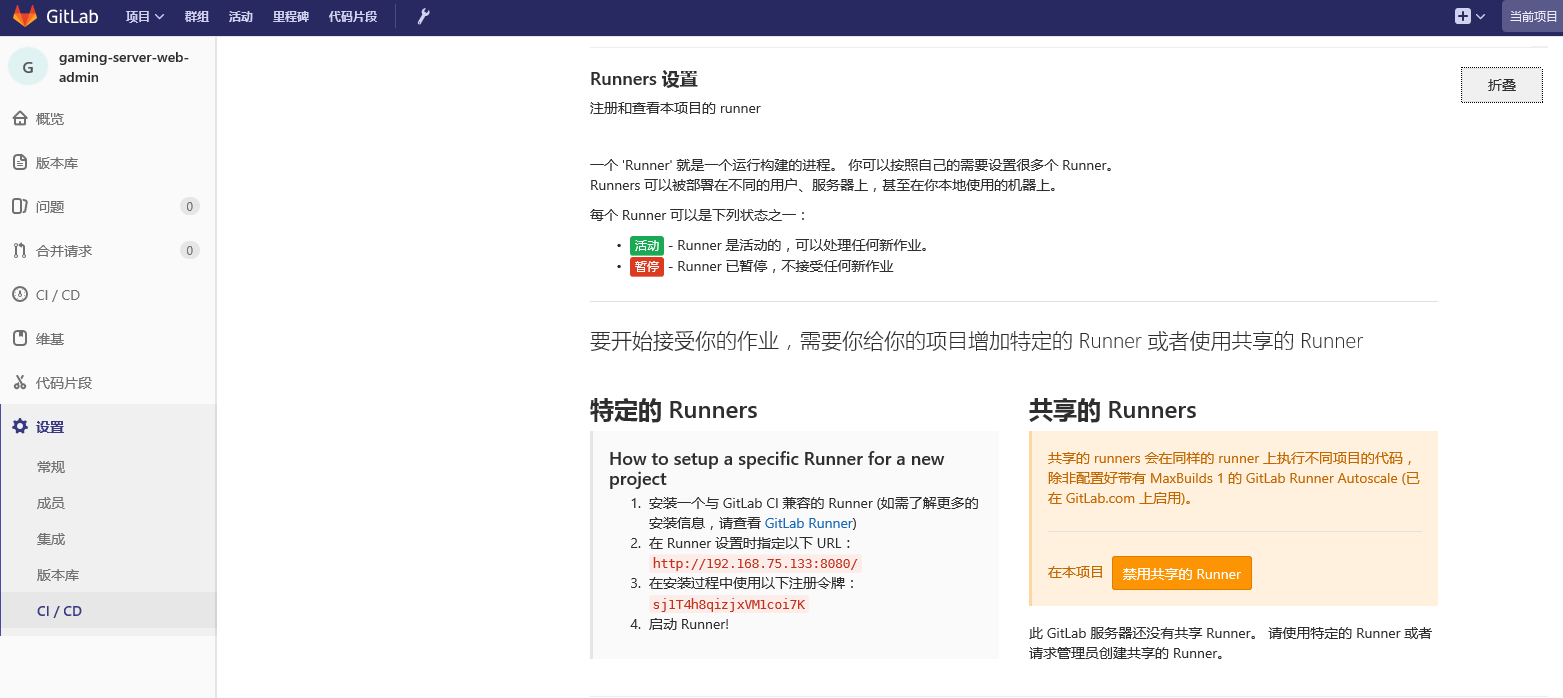 GitLab 项目 群组 活动 里程碑 代码片段 当前项目
G gaming-server-web-
admin
概览
版本库
问题 0
合并请求 0
CI / CD
维基
代码片段
设置
常规
成员
集成
版本库
CI / CD
Runners 设置
折叠
注册和查看本项目的 runner
一个 'Runner' 就是一个运行构建的进程。 你可以按照自己的需要设置很多个 Runner。
Runners 可以被部署在不同的用户、服务器上，甚至在你本地使用的机器上。
每个 Runner 可以是下列状态之一：
• 活动 - Runner 是活动的，可以处理任何新作业。
• 暂停 - Runner 已暂停，不接受任何新作业
要开始接受你的作业，需要你给你的项目增加特定的 Runner 或者使用共享的 Runner
特定的 Runners
How to setup a specific Runner for a new
project
1. 安装一个与 GitLab CI 兼容的 Runner (如需了解更多的
安装信息，请查看 GitLab Runner)
2. 在 Runner 设置时指定以下 URL：
http://192.168.75.133:8080/
3. 在安装过程中使用以下注册令牌：
sj1T4h8qizjxVM1coi7K
4. 启动 Runner!
共享的 Runners
共享的 runners 会在同样的 runner 上执行不同项目的代码，
除非配置好带有 MaxBuilds 1 的 GitLab Runner Autoscale (已
在 GitLab.com 上启用)。
在本项目 禁用共享的 Runner
此 GitLab 服务器还没有共享 Runner。 请使用特定的 Runner 或者
请求管理员创建共享的 Runner。